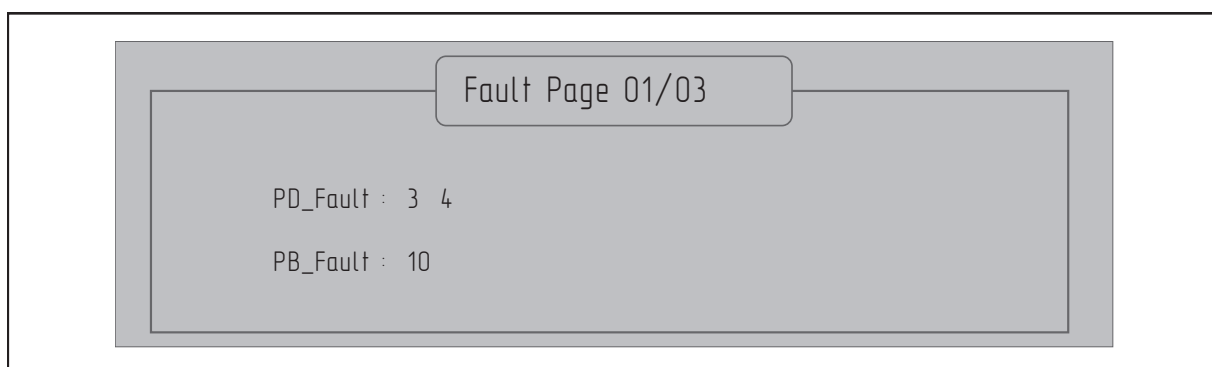 Fault Page 01/03
PD_Fault : 3 4
PB_Fault : 10